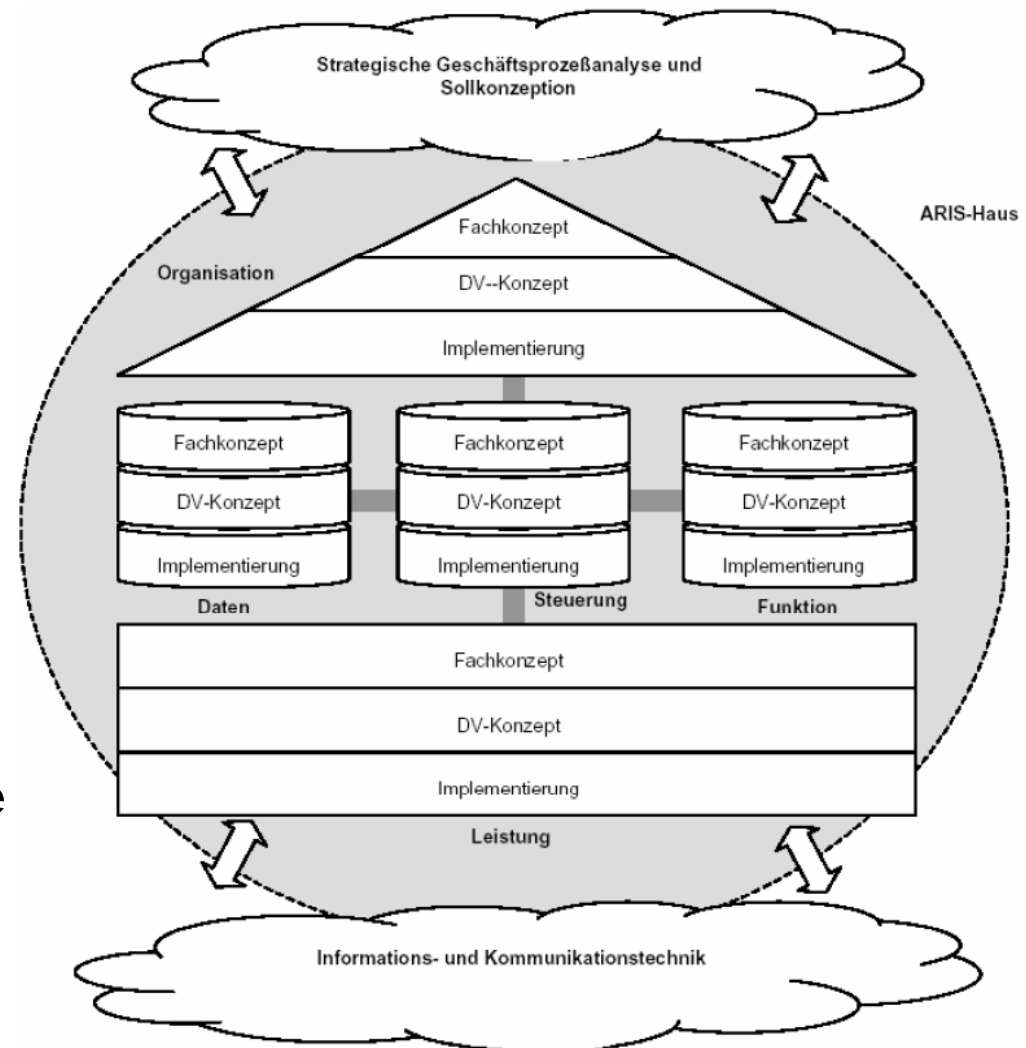 Strategische Geschäftsprozeßanalyse und
Sollkonzeption
ARIS-Haus
Organisation
Fachkonzept
DV--Konzept
Implementierung
Fachkonzept
DV-Konzept
Implementierung
Daten
Fachkonzept
DV-Konzept
Implementierung
Steuerung
Fachkonzept
DV-Konzept
Implementierung
Funktion
Fachkonzept
DV-Konzept
Implementierung
e
Leistung
Informations- und Kommunikationstechnik